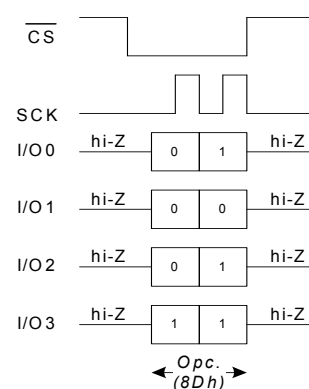 CS
SCK
I/O0 hi-Z 0 1 hi-Z
I/O1 hi-Z 0 0 hi-Z
I/O2 hi-Z 0 1 hi-Z
I/O3 hi-Z 1 1 hi-Z
Opc.
(8Dh)